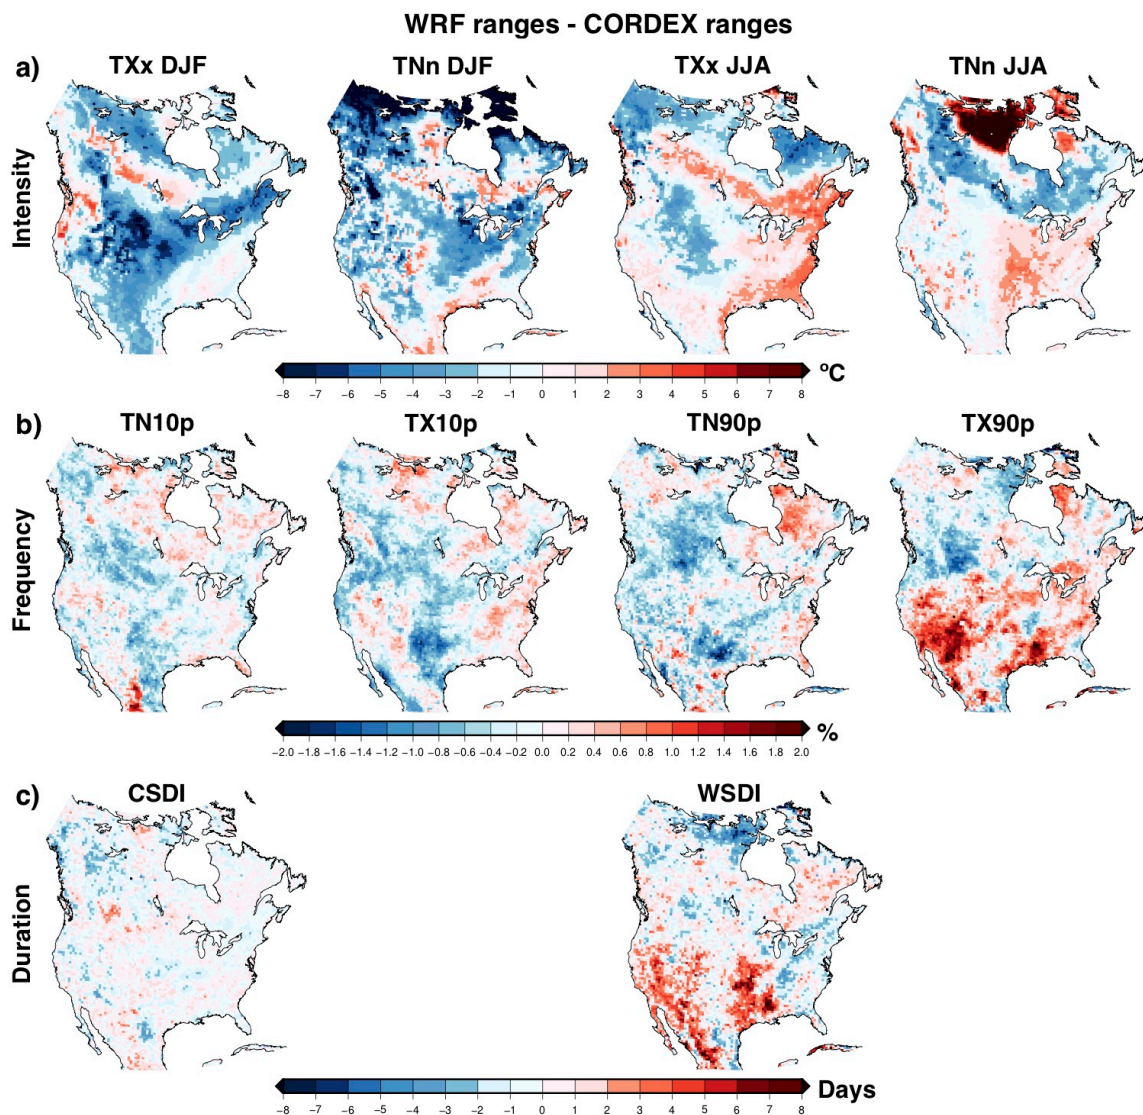 WRF ranges - CORDEX ranges
a) TXx DJF TNn DJF TXx JJA TNn JJA
Intensity
-8 -7 -6 -5 -4 -3 -2 -1 0 1 2 3 4 5 6 7 8 ºC
b) TN10p TX10p TN90p TX90p
Frequency
-2.0 -1.8 -1.6 -1.4 -1.2 -1.0 -0.8 -0.6 -0.4 -0.2 0.0 0.2 0.4 0.6 0.8 1.0 1.2 1.4 1.6 1.8 2.0 %
c) CSDI WSDI
Duration
-8 -7 -6 -5 -4 -3 -2 -1 0 1 2 3 4 5 6 7 8 Days